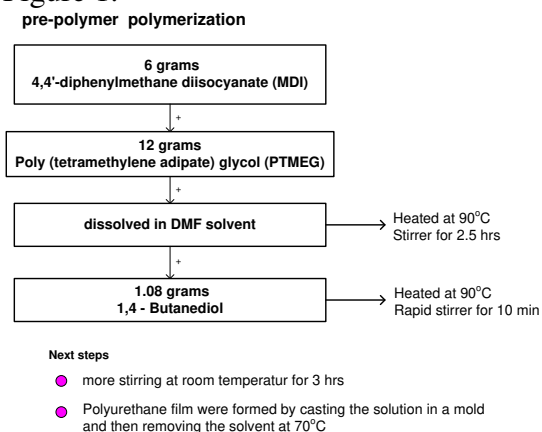 pre-polymer polymerization
6 grams
4,4'-diphenylmethane diisocyanate (MDI)
+
12 grams
Poly (tetramethylene adipate) glycol (PTMEG)
+
dissolved in DMF solvent
Heated at 90°C
Stirrer for 2.5 hrs
+
1.08 grams
1,4 - Butanediol
Heated at 90°C
Rapid stirrer for 10 min
Next steps
more stirring at room temperatur for 3 hrs
Polyurethane film were formed by casting the solution in a mold
and then removing the solvent at 70°C